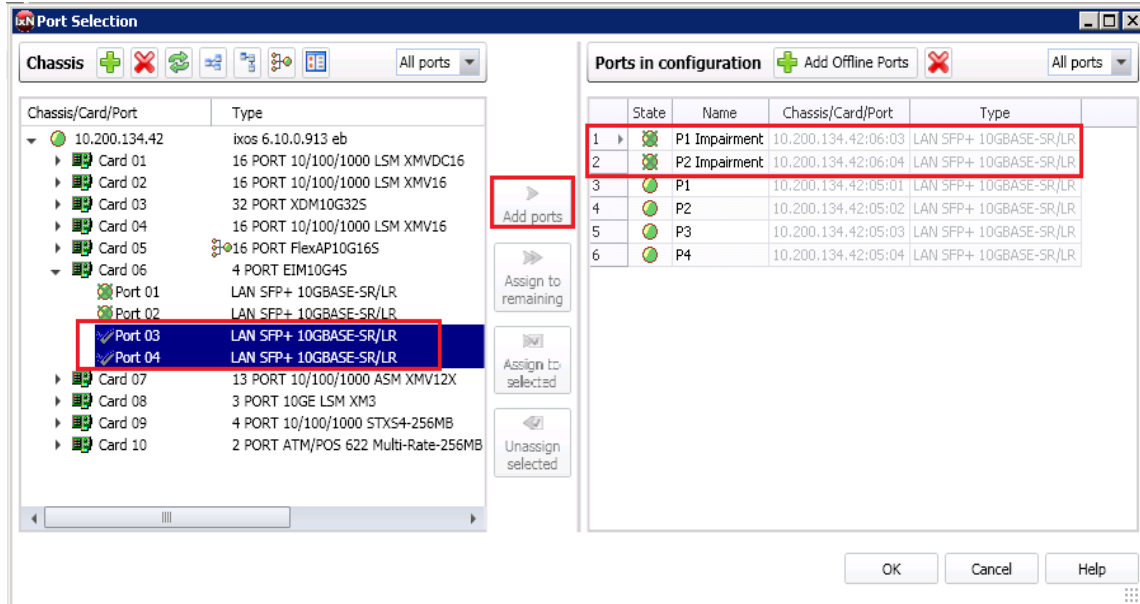 IxN Port Selection
Chassis All ports
Ports in configuration Add Offline Ports All ports
Chassis/Card/Port Type
10.200.134.42 ixos 6.10.0.913 eb
Card 01 16 PORT 10/100/1000 LSM XMVDC16
Card 02 16 PORT 10/100/1000 LSM XMV16
Card 03 32 PORT XDM10G32S
Card 04 16 PORT 10/100/1000 LSM XMV16
Card 05 16 PORT FlexAP10G16S
Card 06 4 PORT EIM10G4S
Port 01 LAN SFP+ 10GBASE-SR/LR
Port 02 LAN SFP+ 10GBASE-SR/LR
Port 03 LAN SFP+ 10GBASE-SR/LR
Port 04 LAN SFP+ 10GBASE-SR/LR
Card 07 13 PORT 10/100/1000 ASM XMV12X
Card 08 3 PORT 10GE LSM XM3
Card 09 4 PORT 10/100/1000 STXS4-256MB
Card 10 2 PORT ATM/POS 622 Multi-Rate-256MB
Add ports
Assign to
remaining
Assign to
selected
Unassign
selected
State Name Chassis/Card/Port Type
1 P1 Impairment 10.200.134.42:06:03 LAN SFP+ 10GBASE-SR/LR
2 P2 Impairment 10.200.134.42:06:04 LAN SFP+ 10GBASE-SR/LR
3 P1 10.200.134.42:05:01 LAN SFP+ 10GBASE-SR/LR
4 P2 10.200.134.42:05:02 LAN SFP+ 10GBASE-SR/LR
5 P3 10.200.134.42:05:03 LAN SFP+ 10GBASE-SR/LR
6 P4 10.200.134.42:05:04 LAN SFP+ 10GBASE-SR/LR
OK Cancel Help